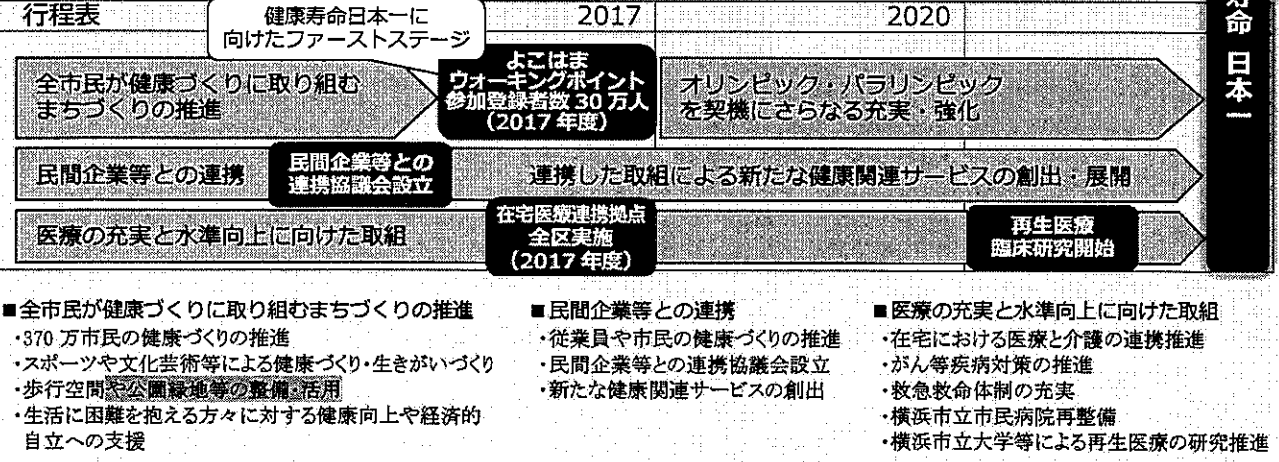 行程表
健康寿命日本一に
向けたファーストステージ
2017
2020
寿命 日本一
全市民が健康づくりに取り組む
まちづくりの推進
よこはま
ウォーキングポイント
参加登録者数 30 万人
(2017 年度)
オリンピック・パラリンピック
を契機にさらなる充実・強化
民間企業等との連携
民間企業等との
連携協議会設立
連携した取組による新たな健康関連サービスの創出・展開
医療の充実と水準向上に向けた取組
在宅医療連携拠点
全区実施
(2017 年度)
再生医療
臨床研究開始
■全市民が健康づくりに取り組むまちづくりの推進
・370 万市民の健康づくりの推進
・スポーツや文化芸術等による健康づくり・生きがいづくり
・歩行空間や公園緑地等の整備・活用
・生活に困難を抱える方々に対する健康向上や経済的
自立への支援
■民間企業等との連携
・従業員や市民の健康づくりの推進
・民間企業等との連携協議会設立
・新たな健康関連サービスの創出
■医療の充実と水準向上に向けた取組
・在宅における医療と介護の連携推進
・がん等疾病対策の推進
・救急救命体制の充実
・横浜市立市民病院再整備
・横浜市立大学等による再生医療の研究推進